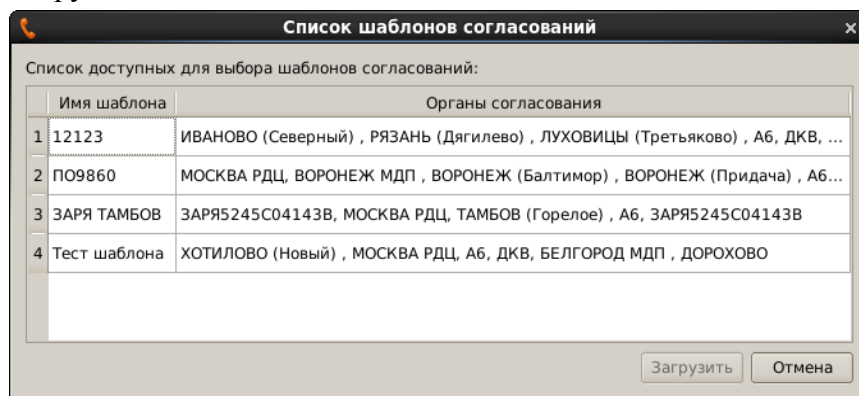 Список шаблонов согласований
Список доступных для выбора шаблонов согласований:
Имя шаблона Органы согласования
1 12123 ИВАНОВО (Северный) , РЯЗАНЬ (Дягилево) , ЛУХОВИЦЫ (Третьяково) , А6, ДКВ, ...
2 ПО9860 МОСКВА РДЦ, ВОРОНЕЖ МДП , ВОРОНЕЖ (Балтимор) , ВОРОНЕЖ (Придача) , А6...
3 ЗАРЯ ТАМБОВ ЗАРЯ5245С04143В, МОСКВА РДЦ, ТАМБОВ (Горелое) , А6, ЗАРЯ5245С04143В
4 Тест шаблона ХОТИЛОВО (Новый) , МОСКВА РДЦ, А6, ДКВ, БЕЛГОРОД МДП , ДОРОХОВО
Загрузить Отмена